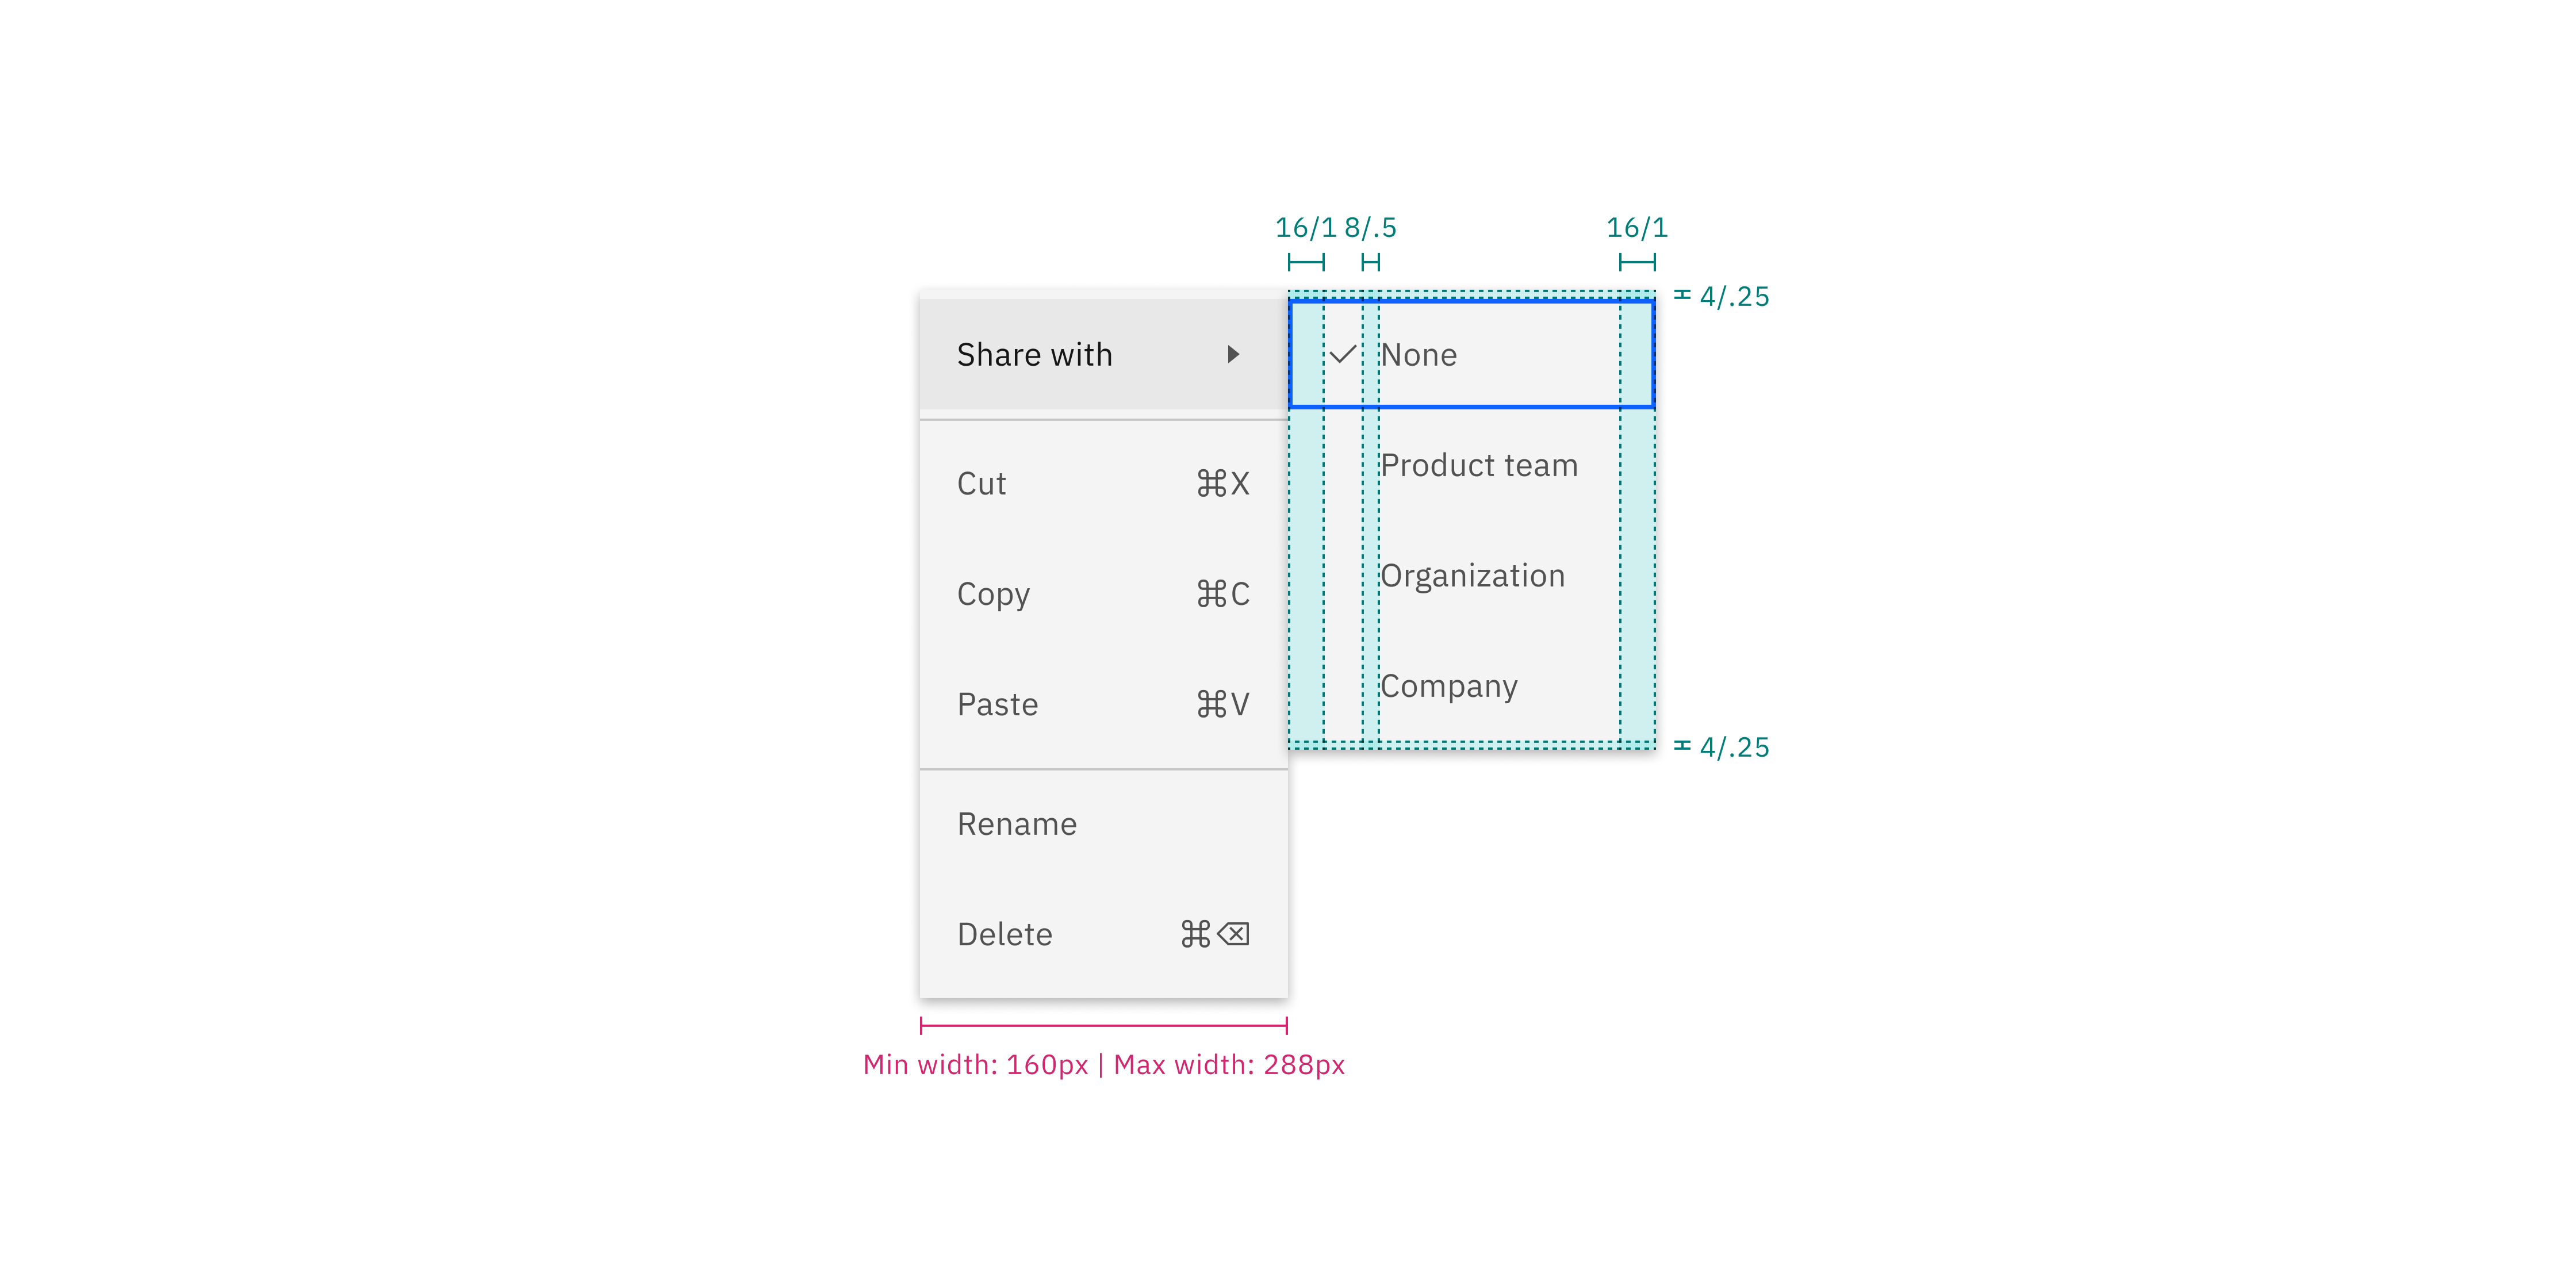 16/1 8/.5 16/1
4/.25
Share with
None
Product team
Cut ⌘X
Organization
Copy ⌘C
Company
Paste ⌘V
4/.25
Rename
Delete ⌘⌫
Min width: 160px | Max width: 288px